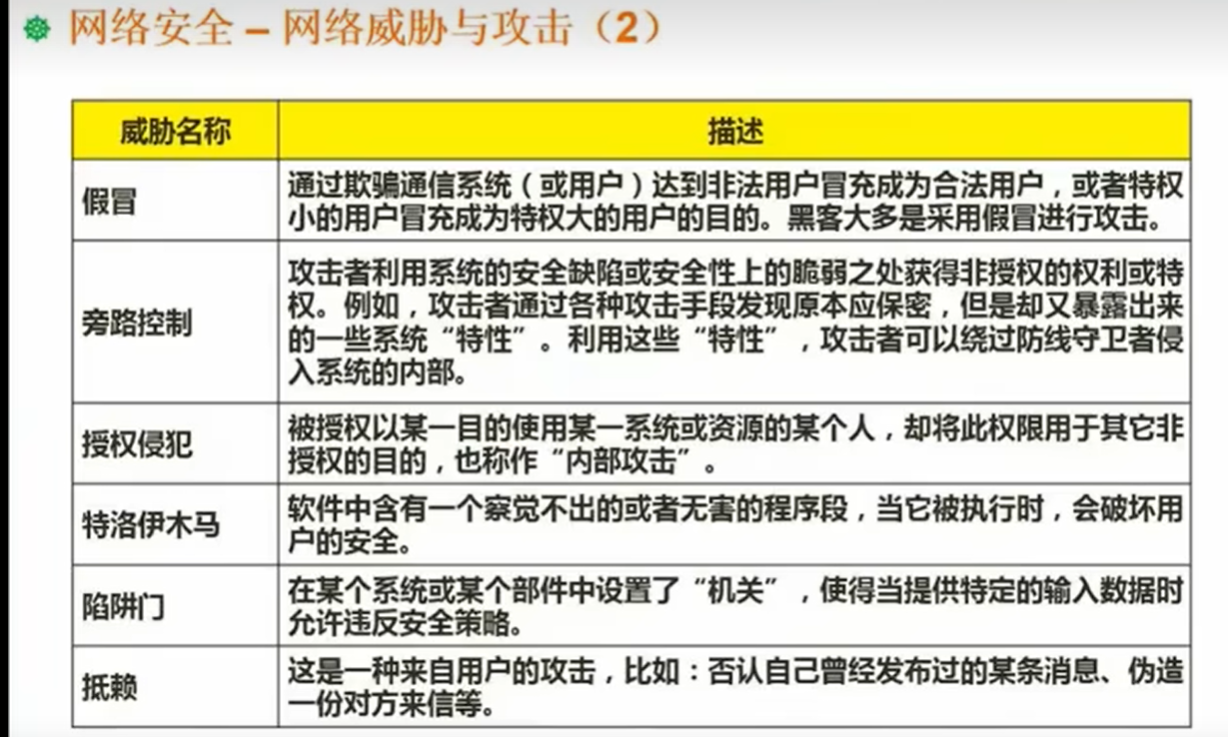 网络安全 – 网络威胁与攻击（2）
威胁名称
描述
假冒
通过欺骗通信系统（或用户）达到非法用户冒充成为合法用户，或者特权
小的用户冒充成为特权大的用户的目的。黑客大多是采用假冒进行攻击。
旁路控制
攻击者利用系统的安全缺陷或安全性上的脆弱之处获得非授权的权利或特
权。例如，攻击者通过各种攻击手段发现原本应保密，但是却又暴露出来
的一些系统“特性”。利用这些“特性”，攻击者可以绕过防线守卫者侵
入系统的内部。
授权侵犯
被授权以某一目的使用某一系统或资源的某个人，却将此权限用于其它非
授权的目的，也称作“内部攻击”。
特洛伊木马
软件中含有一个察觉不出的或者无害的程序段，当它被执行时，会破坏用
户的安全。
陷阱门
在某个系统或某个部件中设置了“机关”，使得当提供特定的输入数据时
允许违反安全策略。
抵赖
这是一种来自用户的攻击，比如：否认自己曾经发布过的某条消息、伪造
一份对方来信等。